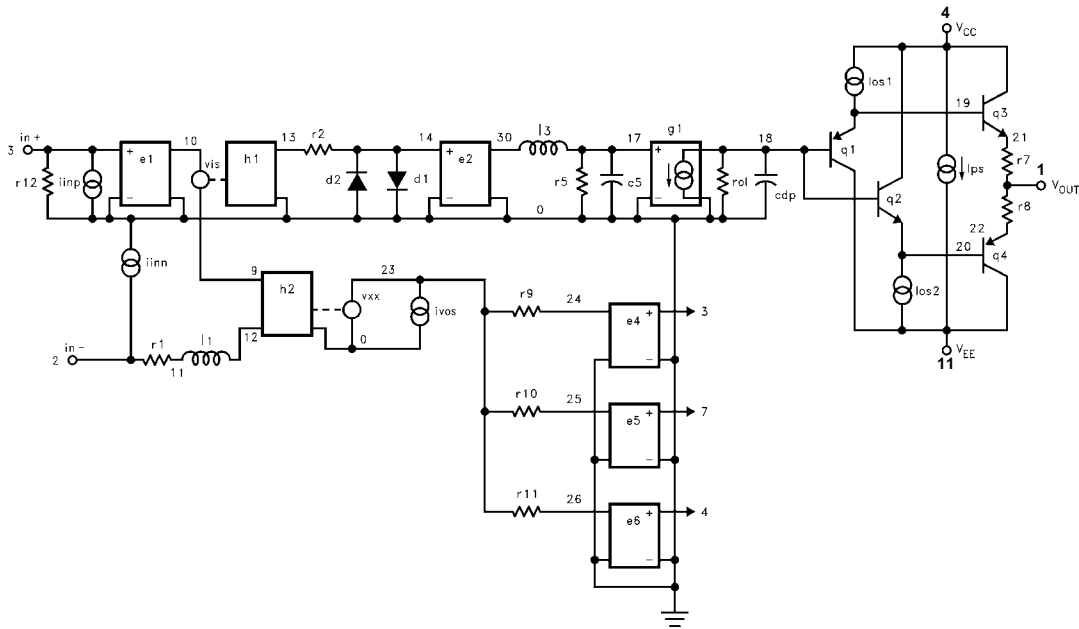 4
VCC
Ios1
19
q3
21
r7
1
VOUT
r8
22
q4
Ips
20
Ios2
VEE
11
q1
q2
in+
3
r12
iinp
+
e1
−
10
vis
h1
13
r2
d2
d1
14
+
e2
−
30
l3
r5
c5
17
0
g1
+
−
rol
18
cdp
iinn
9
h2
12
23
vxx
0
ivos
in−
2
r1
11
l1
r9
24
e4
+
−
3
r10
25
e5
+
−
7
r11
26
e6
+
−
4